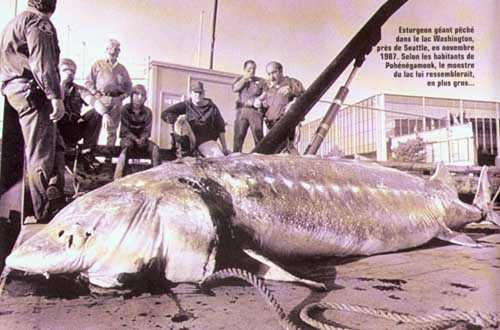 Esturgeon géant pêché
dans le lac Washington,
près de Seattle, en novembre
1987. Selon les habitants de
Pohénégamook, le monstre
du lac lui ressemblerait,
en plus gros...